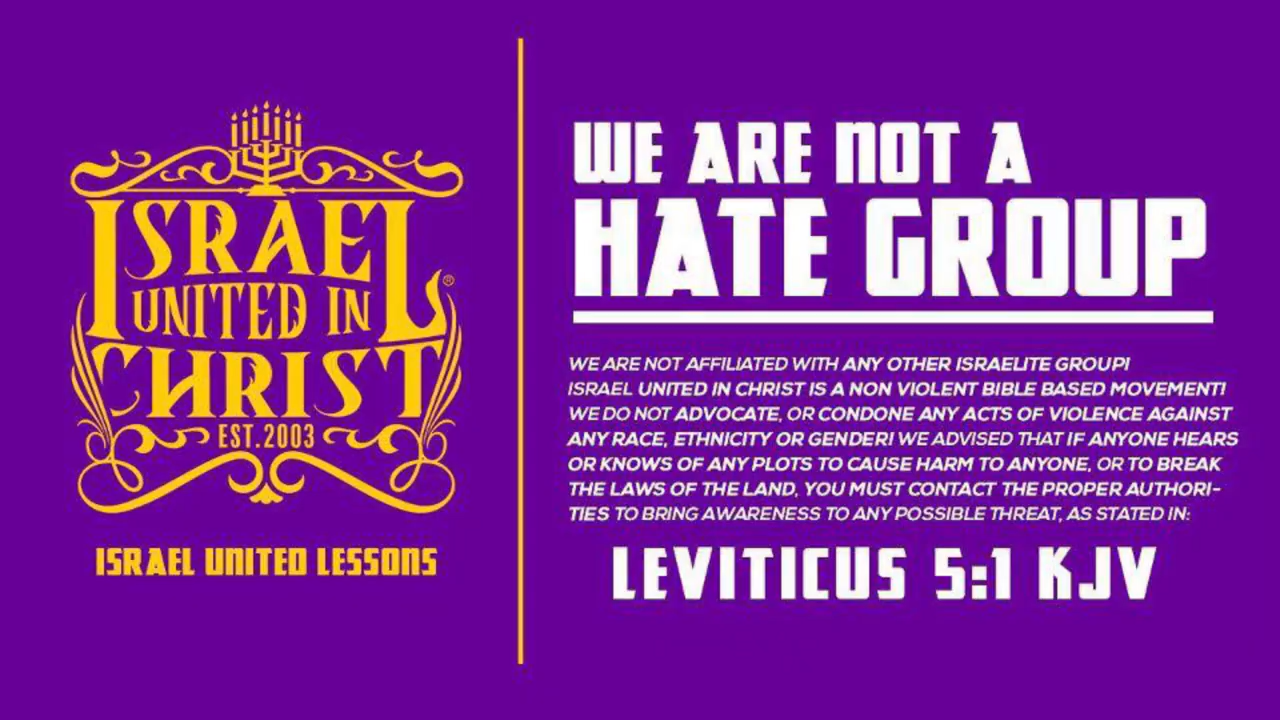 ISRAEL
UNITED IN
CHRIST
EST.2003
®
ISRAEL UNITED LESSONS
WE ARE NOT A
HATE GROUP
WE ARE NOT AFFILIATED WITH ANY OTHER ISRAELITE GROUP!
ISRAEL UNITED IN CHRIST IS A NON VIOLENT BIBLE BASED MOVEMENT!
WE DO NOT ADVOCATE, OR CONDONE ANY ACTS OF VIOLENCE AGAINST
ANY RACE, ETHNICITY OR GENDER! WE ADVISED THAT IF ANYONE HEARS
OR KNOWS OF ANY PLOTS TO CAUSE HARM TO ANYONE, OR TO BREAK
THE LAWS OF THE LAND, YOU MUST CONTACT THE PROPER AUTHORI-
TIES TO BRING AWARENESS TO ANY POSSIBLE THREAT, AS STATED IN:
LEVITICUS 5:1 KJV